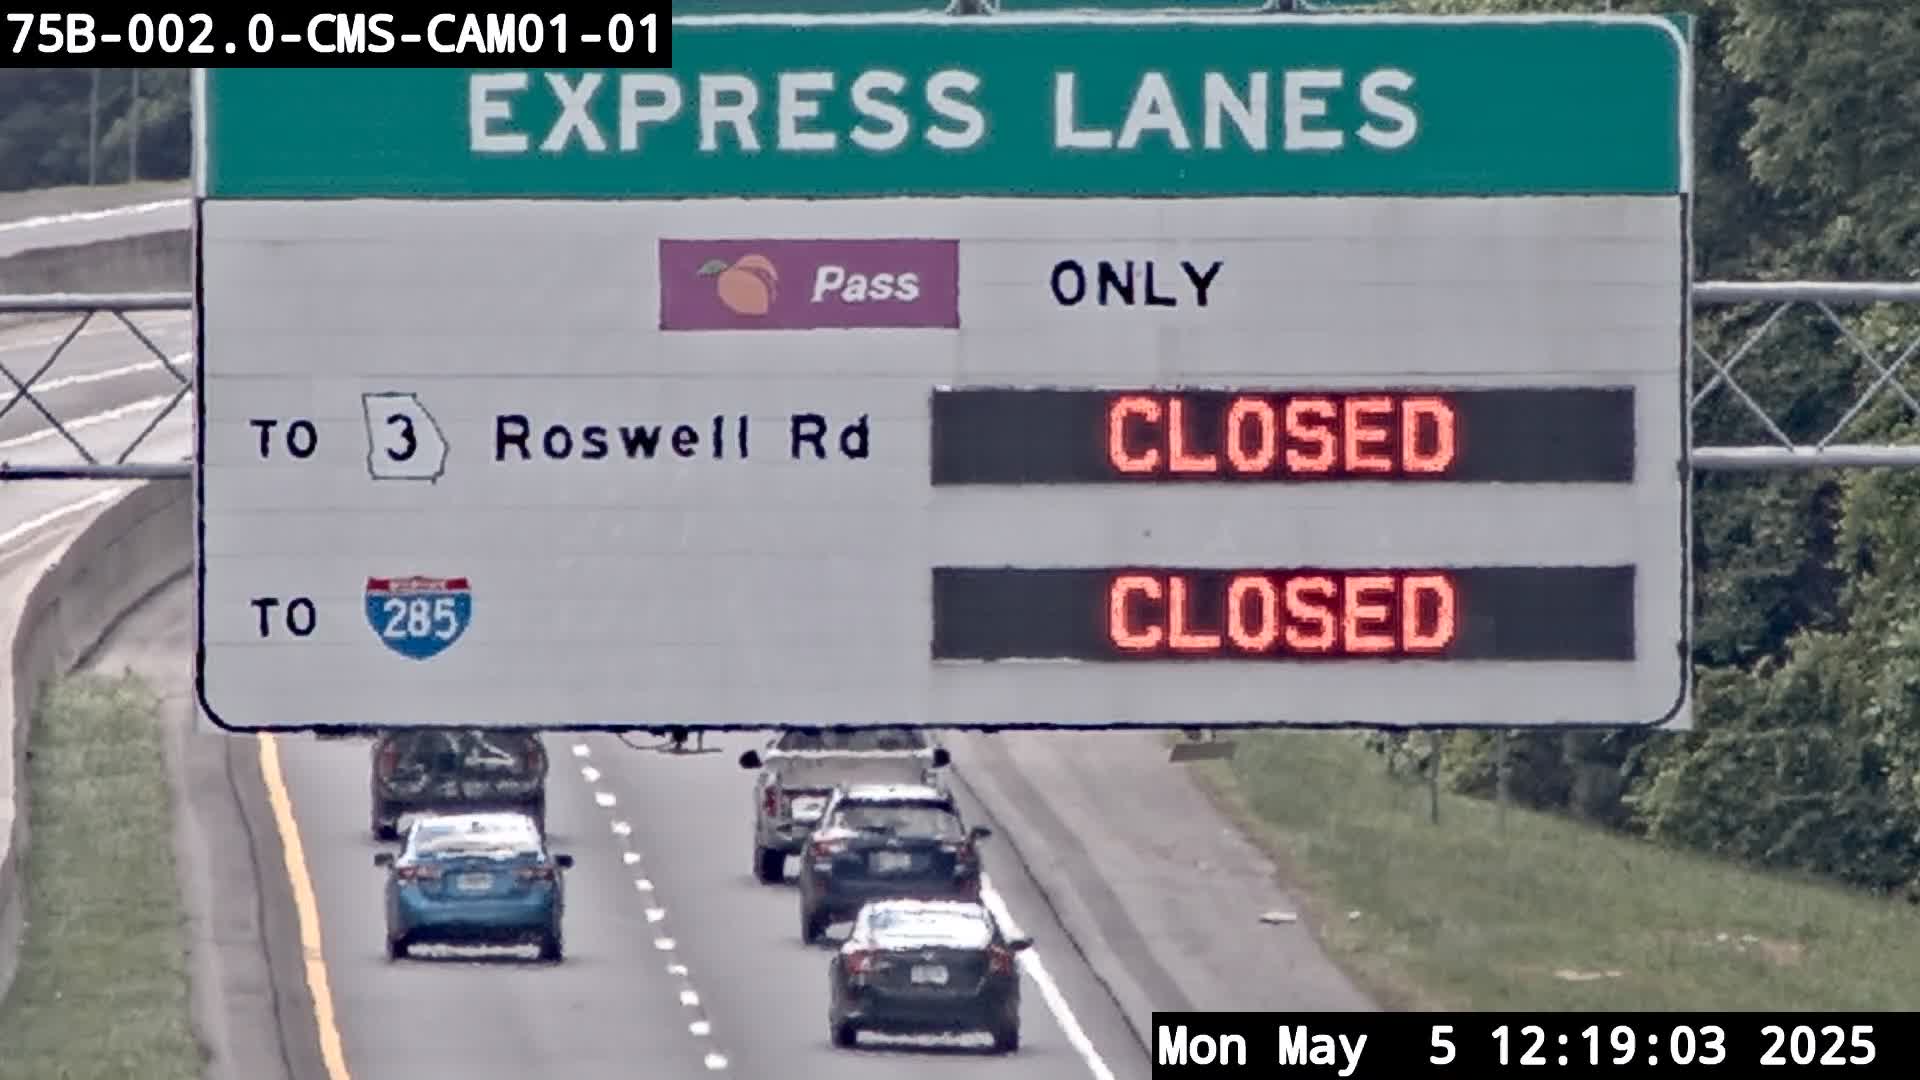 75B-002.0-CMS-CAM01-01
EXPRESS LANES
Pass ONLY
TO 3 Roswell Rd CLOSED
TO 285 CLOSED
Mon May 5 12:19:03 2025